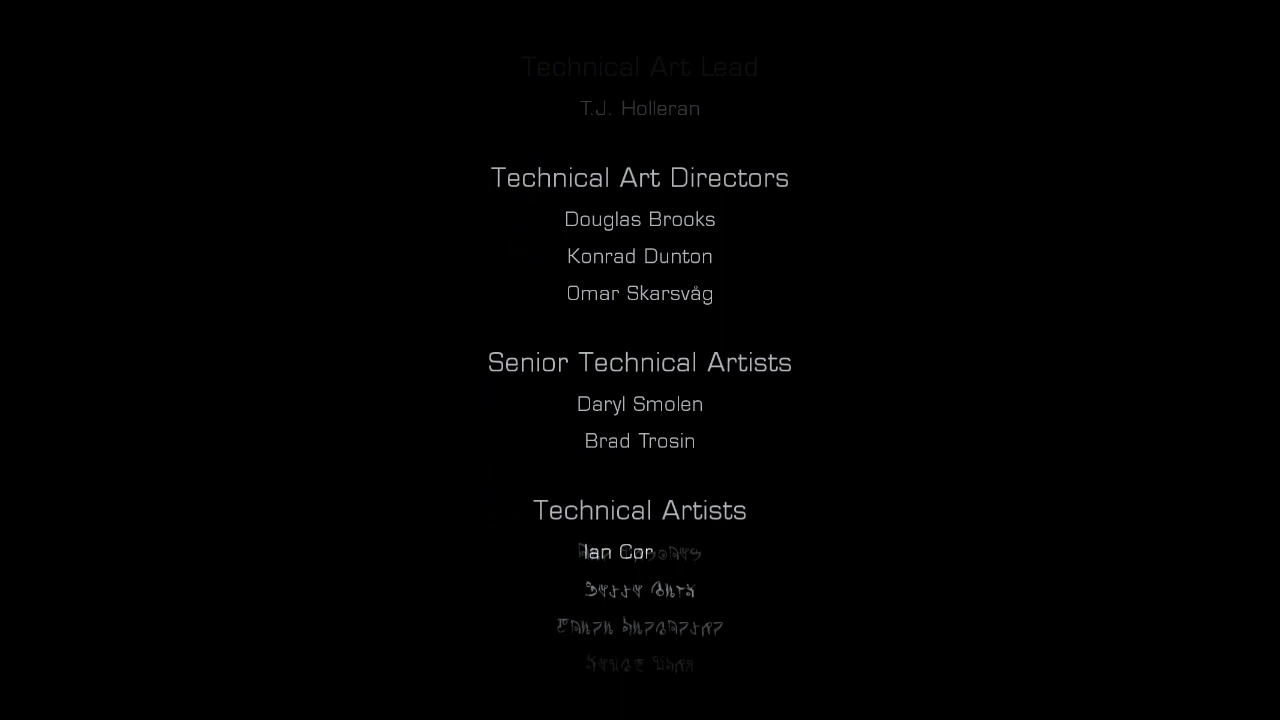 Technical Art Lead
T.J. Holleran
Technical Art Directors
Douglas Brooks
Konrad Dunton
Omar Skarsvåg
Senior Technical Artists
Daryl Smolen
Brad Trosin
Technical Artists
Ian